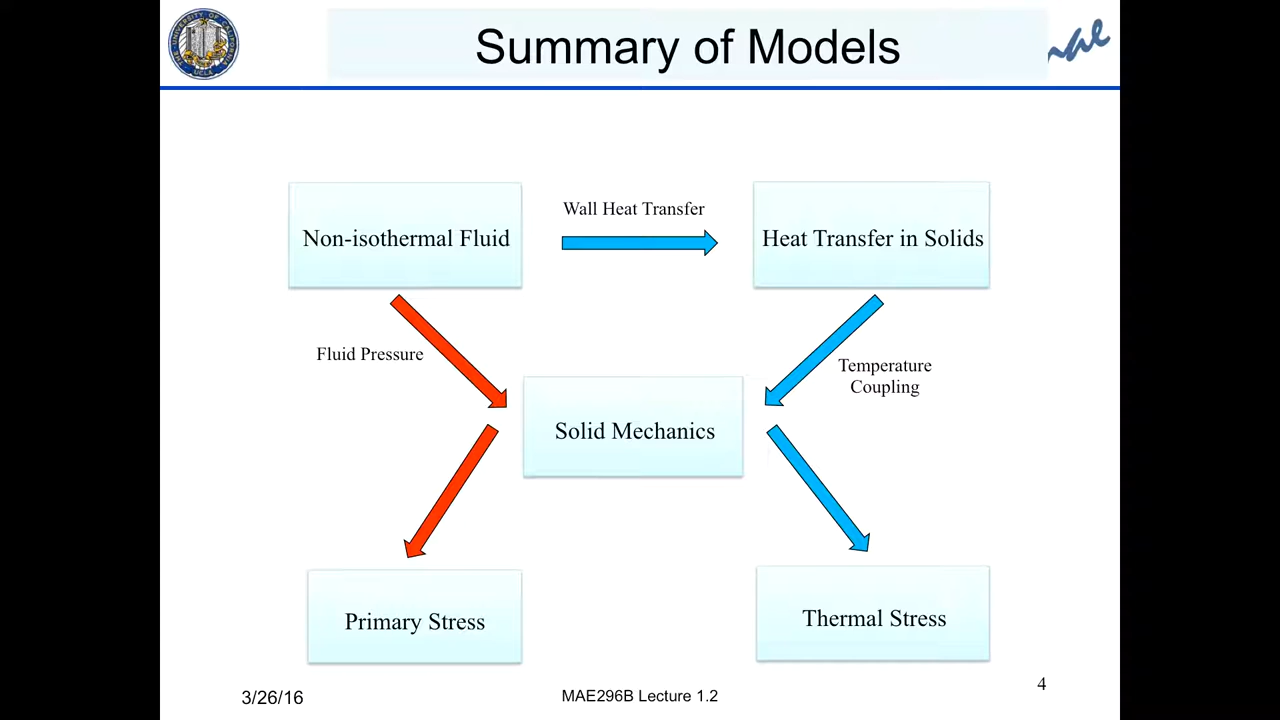 Summary of Models
Non-isothermal Fluid
Wall Heat Transfer
Heat Transfer in Solids
Fluid Pressure
Temperature
Coupling
Solid Mechanics
Primary Stress
Thermal Stress
3/26/16
MAE296B Lecture 1.2
4
UCLA